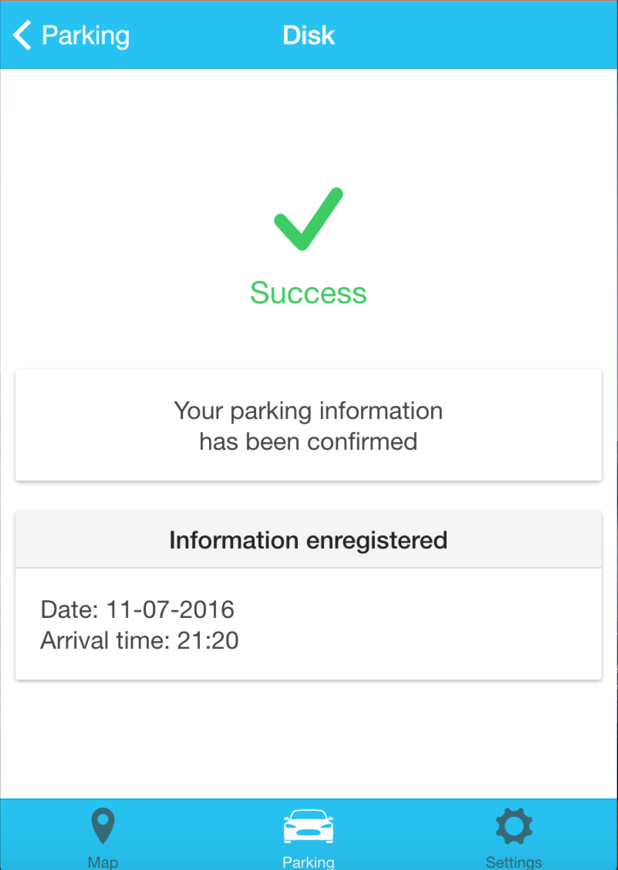 Parking
Disk
Success
Your parking information
has been confirmed
Information enregistered
Date: 11-07-2016
Arrival time: 21:20
Map
Parking
Settings